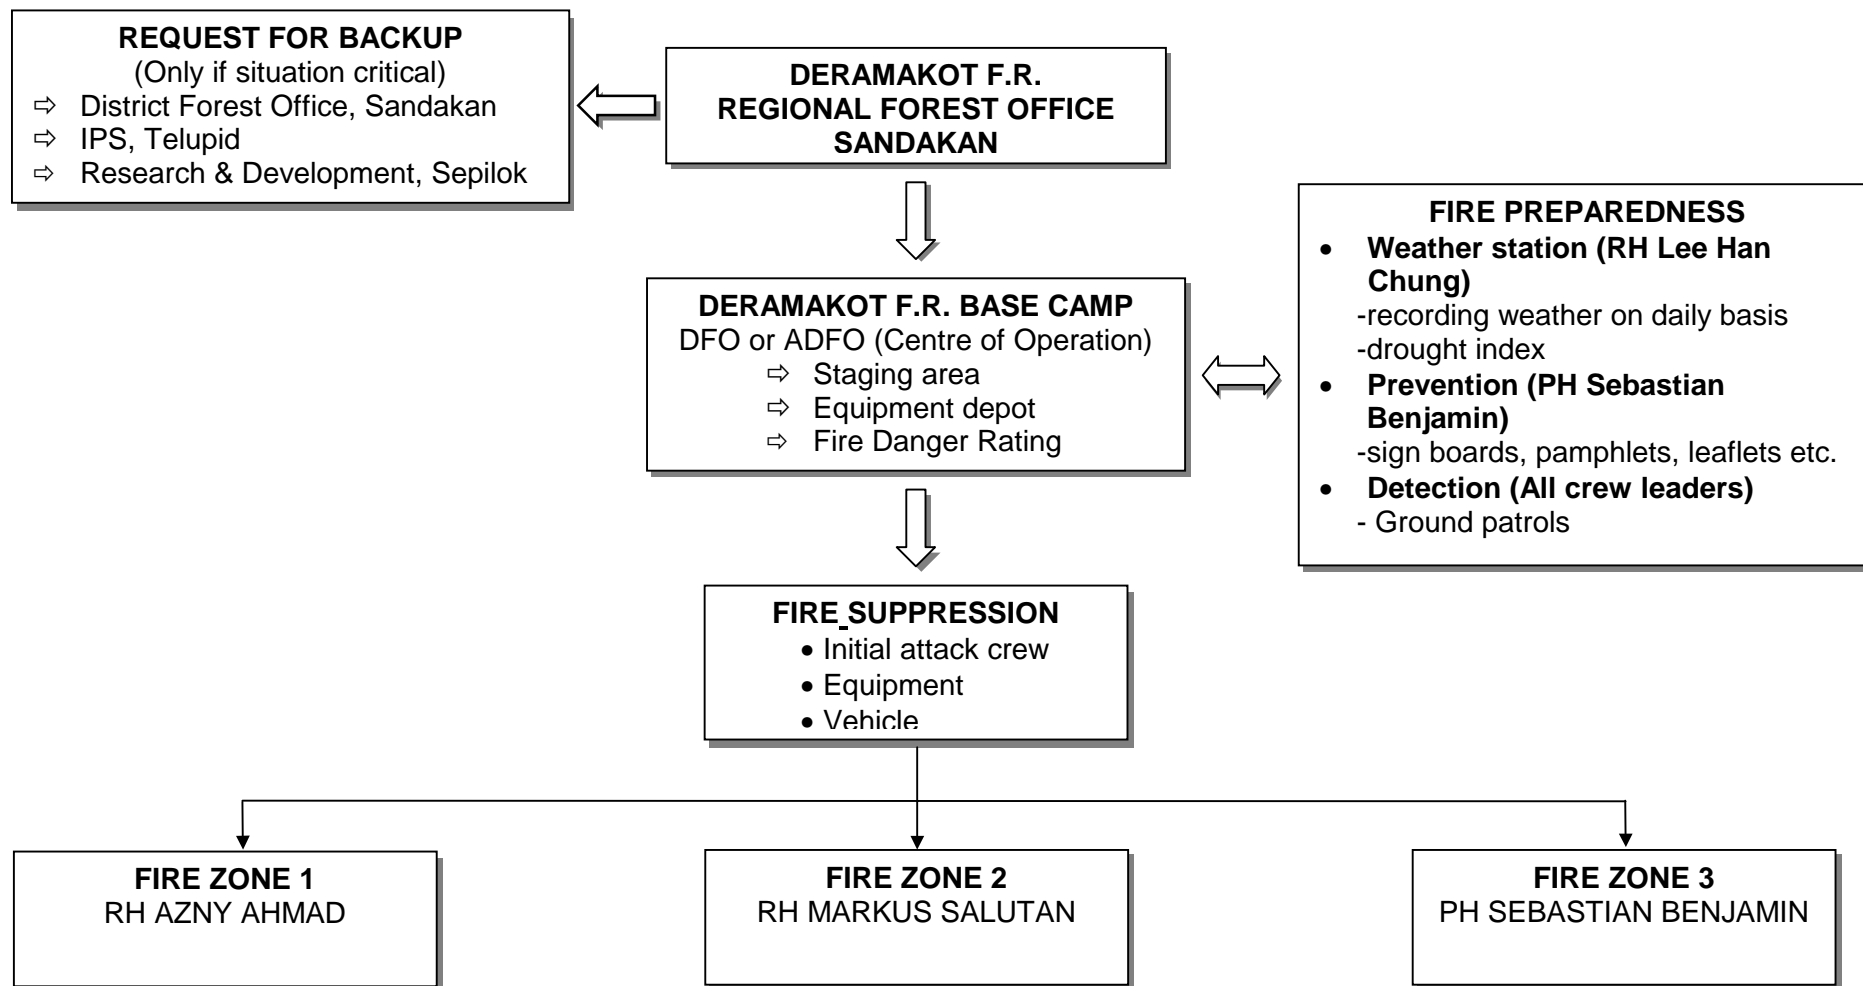 REQUEST FOR BACKUP
(Only if situation critical)
⇨ District Forest Office, Sandakan
⇨ IPS, Telupid
⇨ Research & Development, Sepilok
DERAMAKOT F.R.
REGIONAL FOREST OFFICE
SANDAKAN
FIRE PREPAREDNESS
• Weather station (RH Lee Han
Chung)
-recording weather on daily basis
-drought index
• Prevention (PH Sebastian
Benjamin)
-sign boards, pamphlets, leaflets etc.
• Detection (All crew leaders)
- Ground patrols
DERAMAKOT F.R. BASE CAMP
DFO or ADFO (Centre of Operation)
⇨ Staging area
⇨ Equipment depot
⇨ Fire Danger Rating
FIRE SUPPRESSION
• Initial attack crew
• Equipment
• Vehicle
FIRE ZONE 1
RH AZNY AHMAD
FIRE ZONE 2
RH MARKUS SALUTAN
FIRE ZONE 3
PH SEBASTIAN BENJAMIN